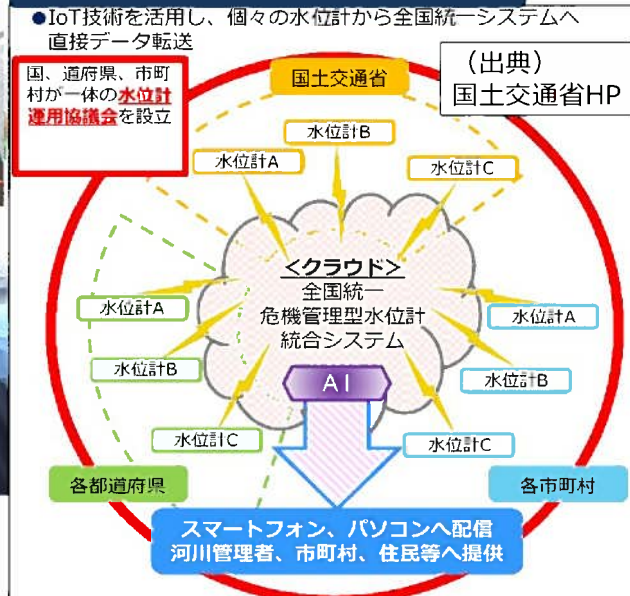 ●IoT技術を活用し、個々の水位計から全国統一システムへ
直接データ転送
国、道府県、市町
村が一体の水位計
運用協議会を設立
国土交通省
(出典)
国土交通省HP
水位計B
水位計A
水位計C
<クラウド>
全国統一
危機管理型水位計
統合システム
AI
水位計A
水位計B
水位計C
水位計A
水位計B
水位計C
各都道府県
各市町村
スマートフォン、パソコンへ配信
河川管理者、市町村、住民等へ提供